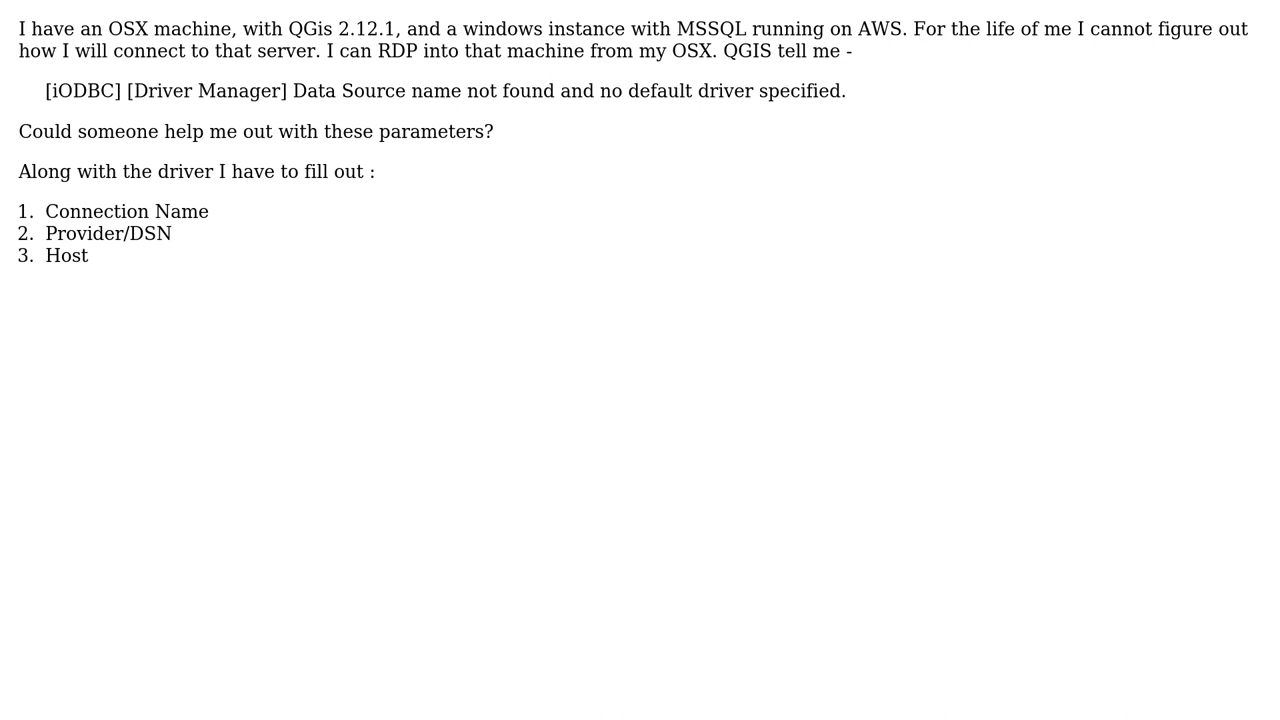 I have an OSX machine, with QGis 2.12.1, and a windows instance with MSSQL running on AWS. For the life of me I cannot figure out
how I will connect to that server. I can RDP into that machine from my OSX. QGIS tell me -
[iODBC] [Driver Manager] Data Source name not found and no default driver specified.
Could someone help me out with these parameters?
Along with the driver I have to fill out :
1. Connection Name
2. Provider/DSN
3. Host